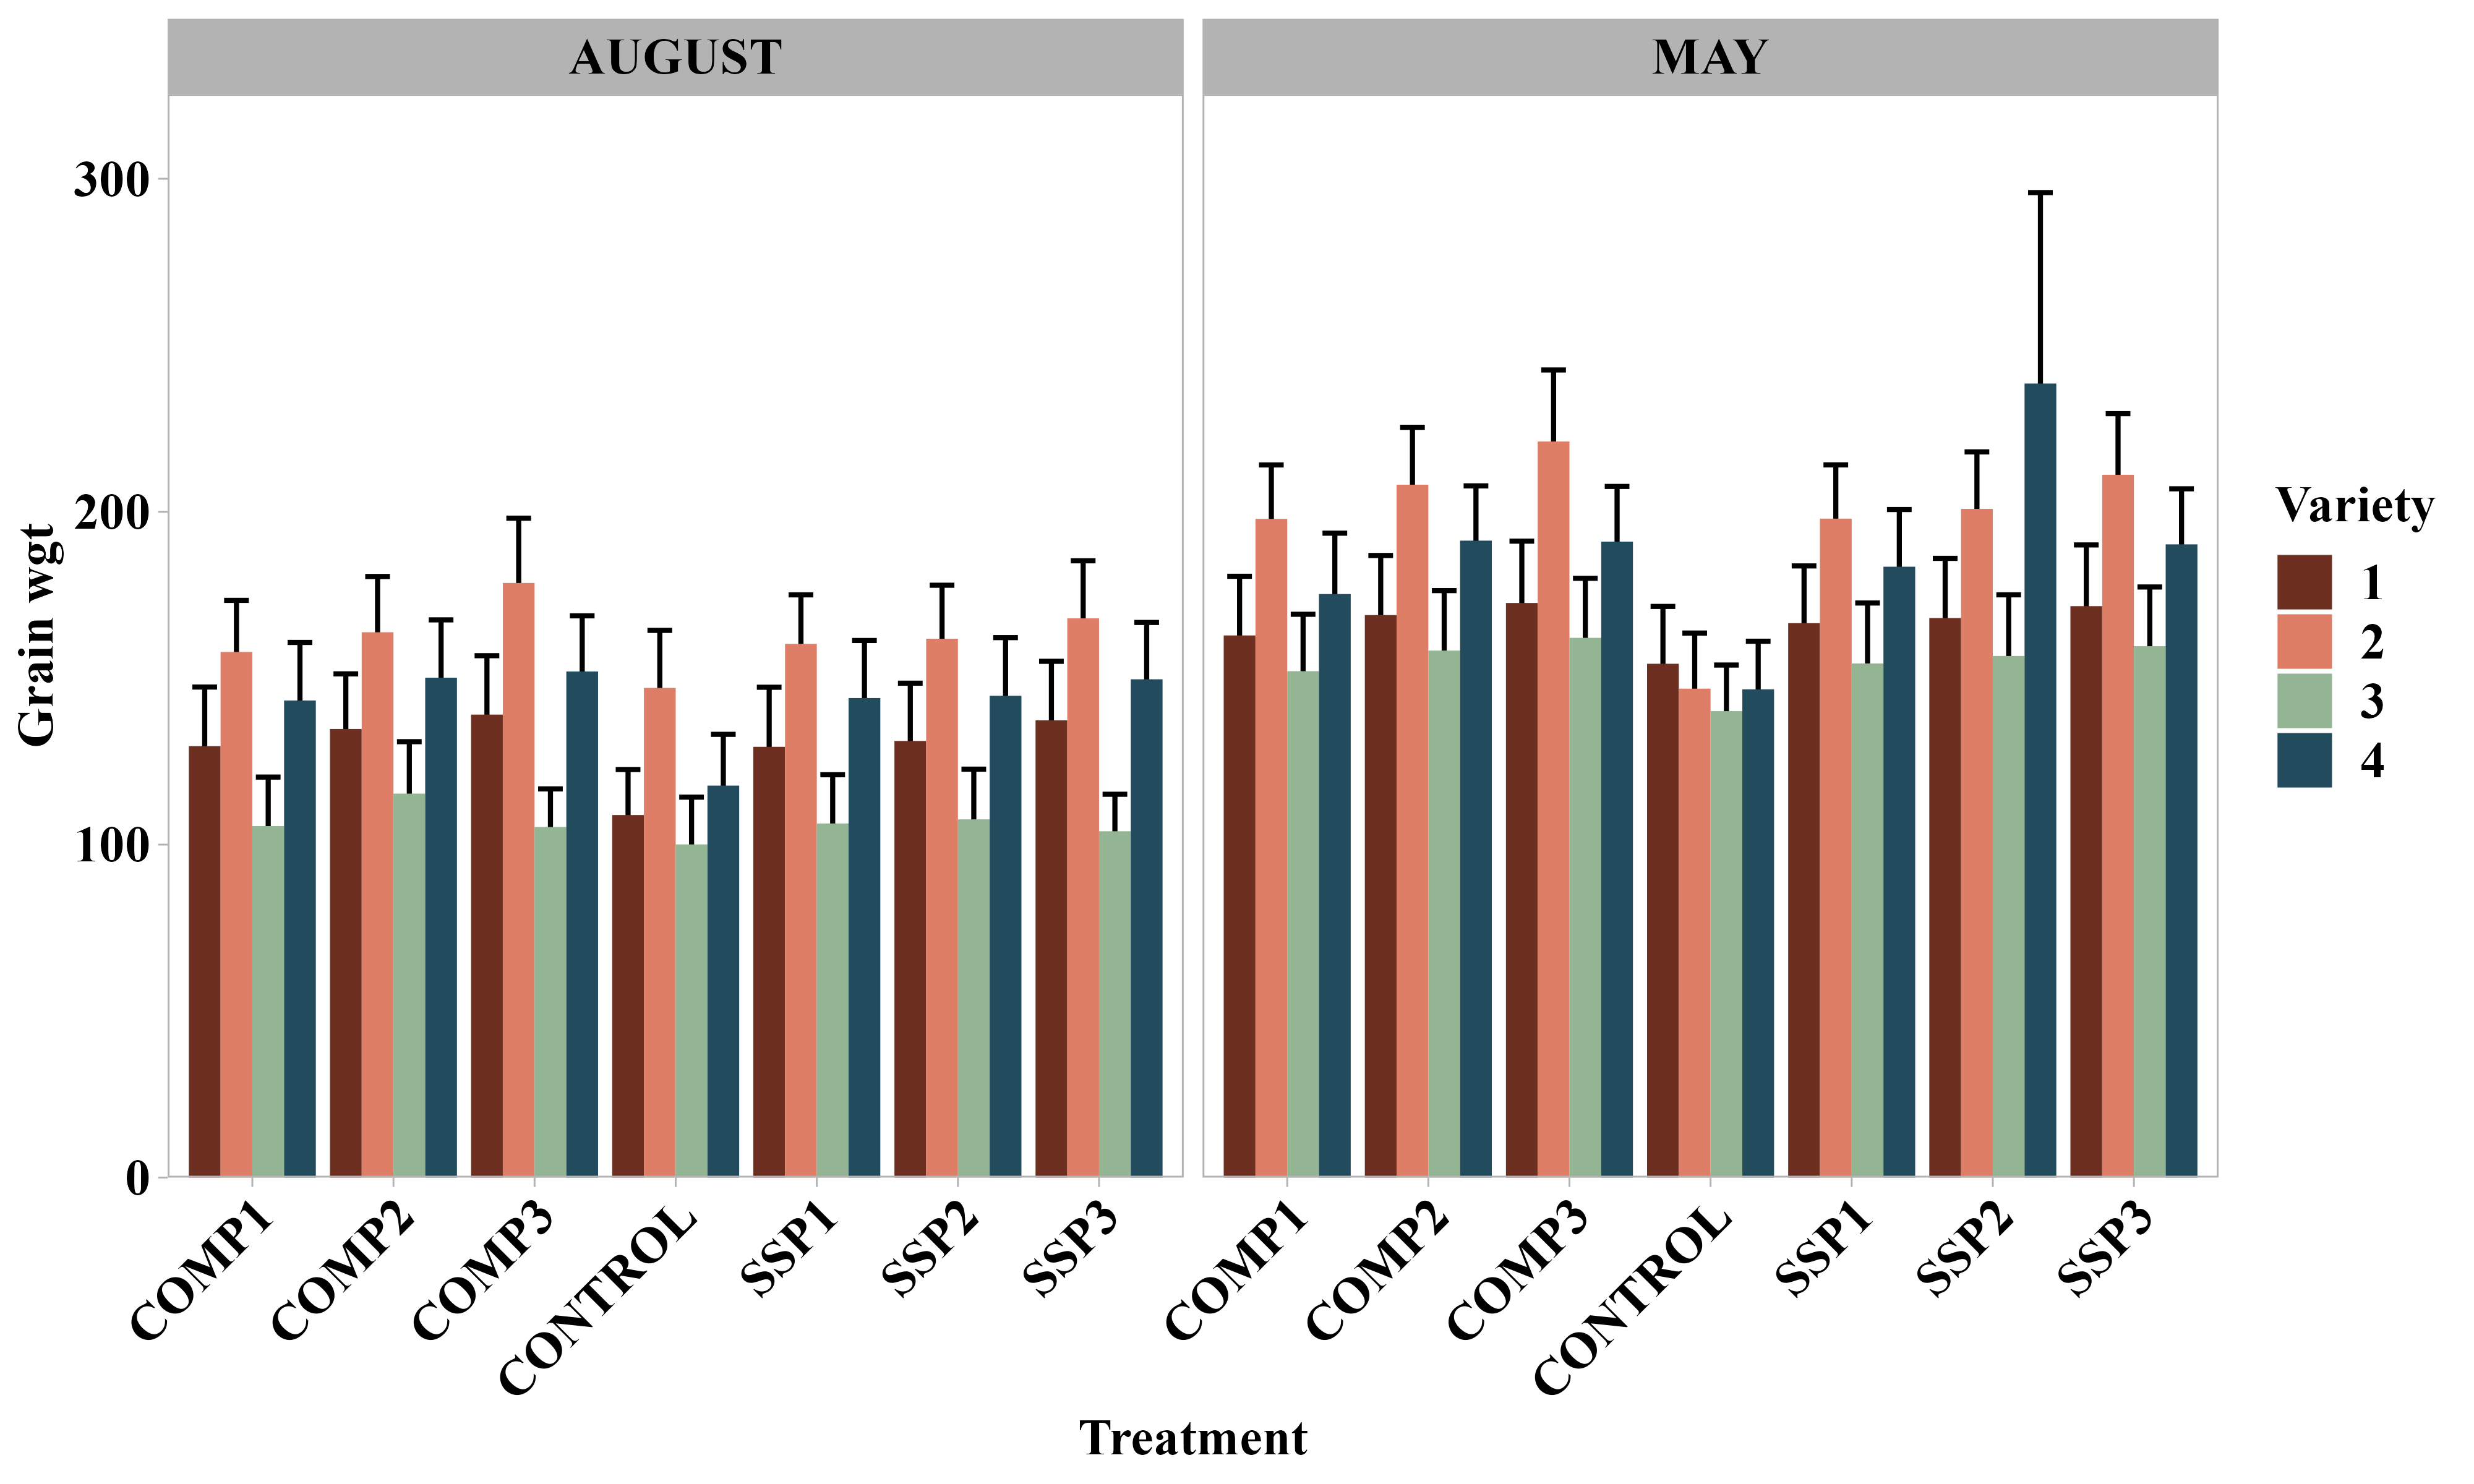 AUGUST
MAY
Grain wgt
300
200
100
0
COMP1
COMP2
COMP3
CONTROL
SSP1
SSP2
SSP3
COMP1
COMP2
COMP3
CONTROL
SSP1
SSP2
SSP3
Treatment
Variety
1
2
3
4